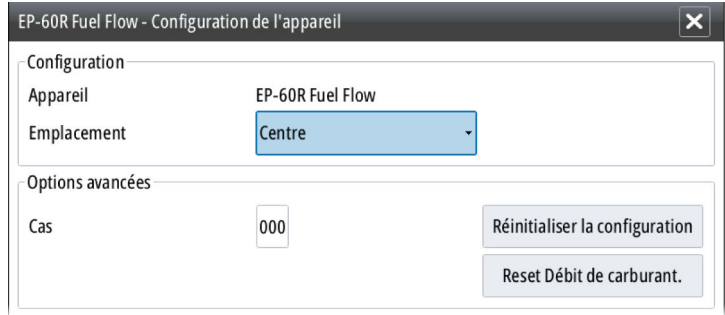 EP-60R Fuel Flow - Configuration de l'appareil
Configuration
Appareil EP-60R Fuel Flow
Emplacement Centre
Options avancées
Cas 000 Réinitialiser la configuration
Reset Débit de carburant.